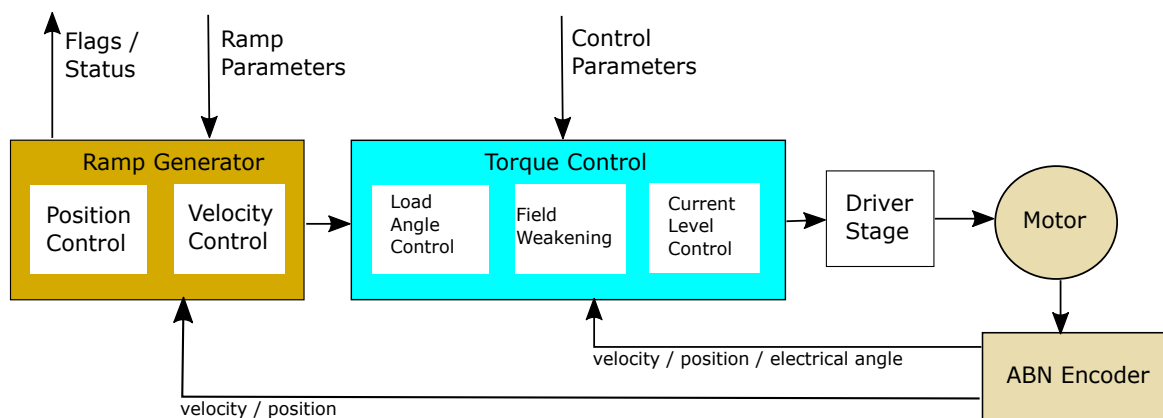 Flags /
Status
Ramp
Parameters
Control
Parameters
Ramp Generator
Position
Control
Velocity
Control
Torque Control
Load
Angle
Control
Field
Weakening
Current
Level
Control
Driver
Stage
Motor
velocity / position / electrical angle
ABN Encoder
velocity / position